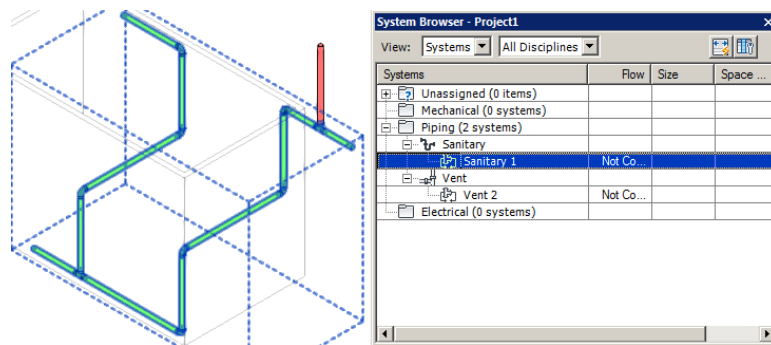 System Browser - Project1
View: Systems All Disciplines
Systems Flow Size Space ...
Unassigned (0 items)
Mechanical (0 systems)
Piping (2 systems)
Sanitary
Sanitary 1 Not Co...
Vent
Vent 2 Not Co...
Electrical (0 systems)